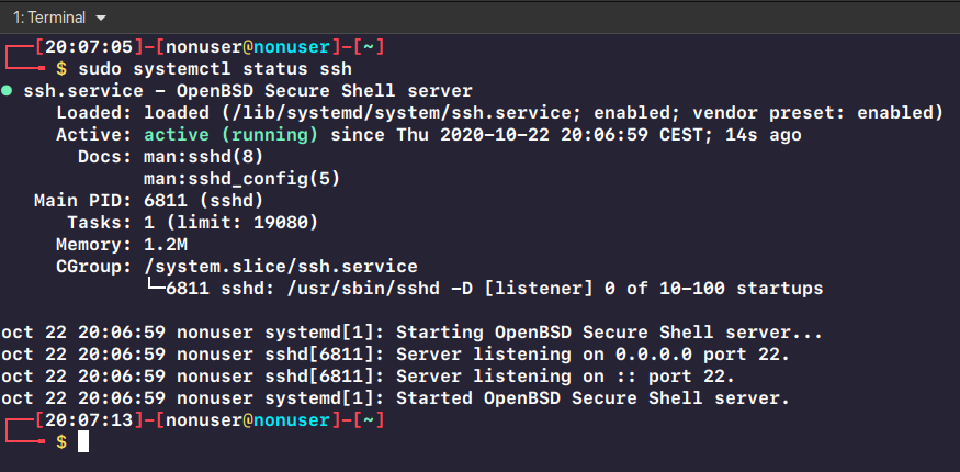 1: Terminal
[20:07:05]-[nonuser@nonuser]-[~]
$ sudo systemctl status ssh
● ssh.service - OpenBSD Secure Shell server
Loaded: loaded (/lib/systemd/system/ssh.service; enabled; vendor preset: enabled)
Active: active (running) since Thu 2020-10-22 20:06:59 CEST; 14s ago
Docs: man:sshd(8)
man:sshd_config(5)
Main PID: 6811 (sshd)
Tasks: 1 (limit: 19080)
Memory: 1.2M
CGroup: /system.slice/ssh.service
└─6811 sshd: /usr/sbin/sshd -D [listener] 0 of 10-100 startups
oct 22 20:06:59 nonuser systemd[1]: Starting OpenBSD Secure Shell server...
oct 22 20:06:59 nonuser sshd[6811]: Server listening on 0.0.0.0 port 22.
oct 22 20:06:59 nonuser sshd[6811]: Server listening on :: port 22.
oct 22 20:06:59 nonuser systemd[1]: Started OpenBSD Secure Shell server.
[20:07:13]-[nonuser@nonuser]-[~]
$